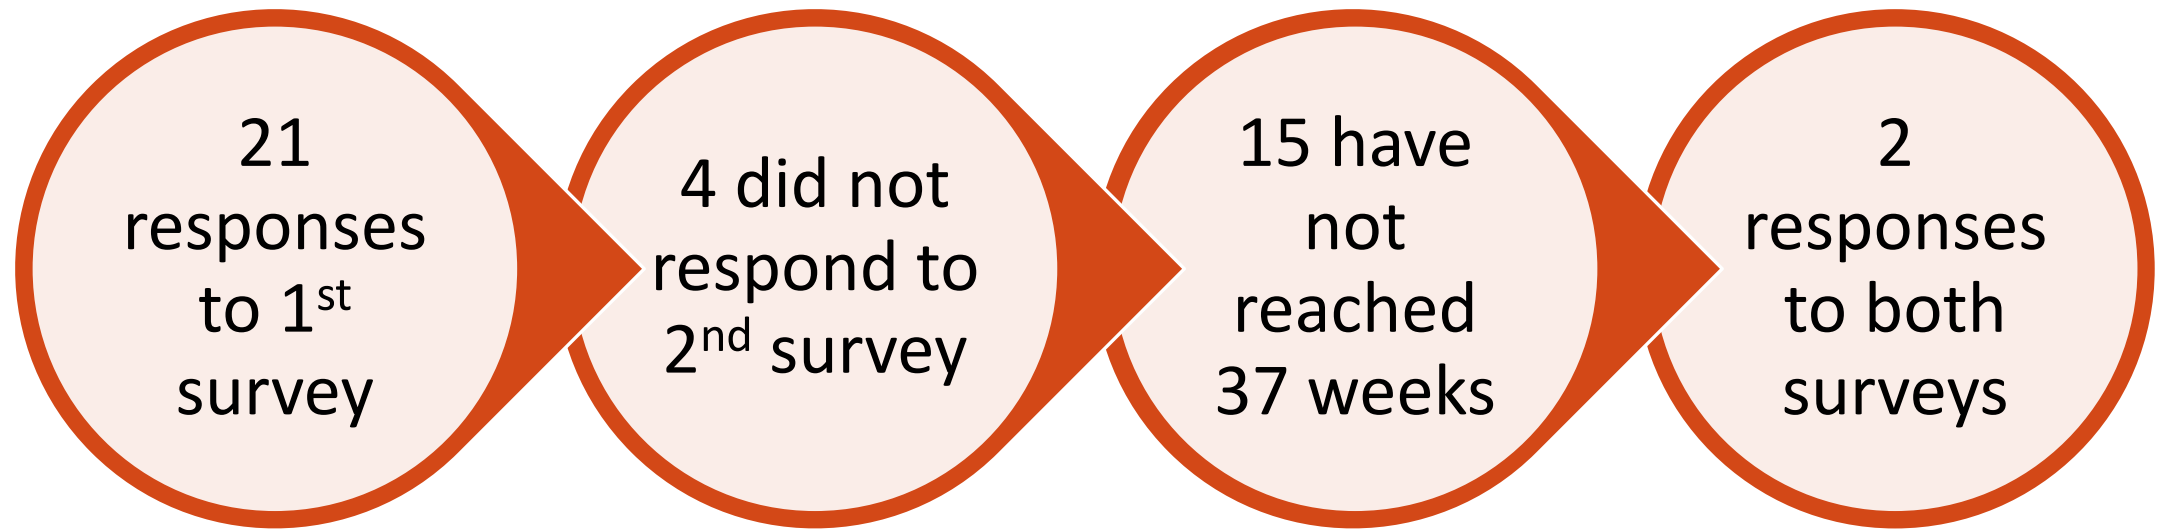 21
responses
to 1st
survey
4 did not
respond to
2nd survey
15 have
not
reached
37 weeks
2
responses
to both
surveys